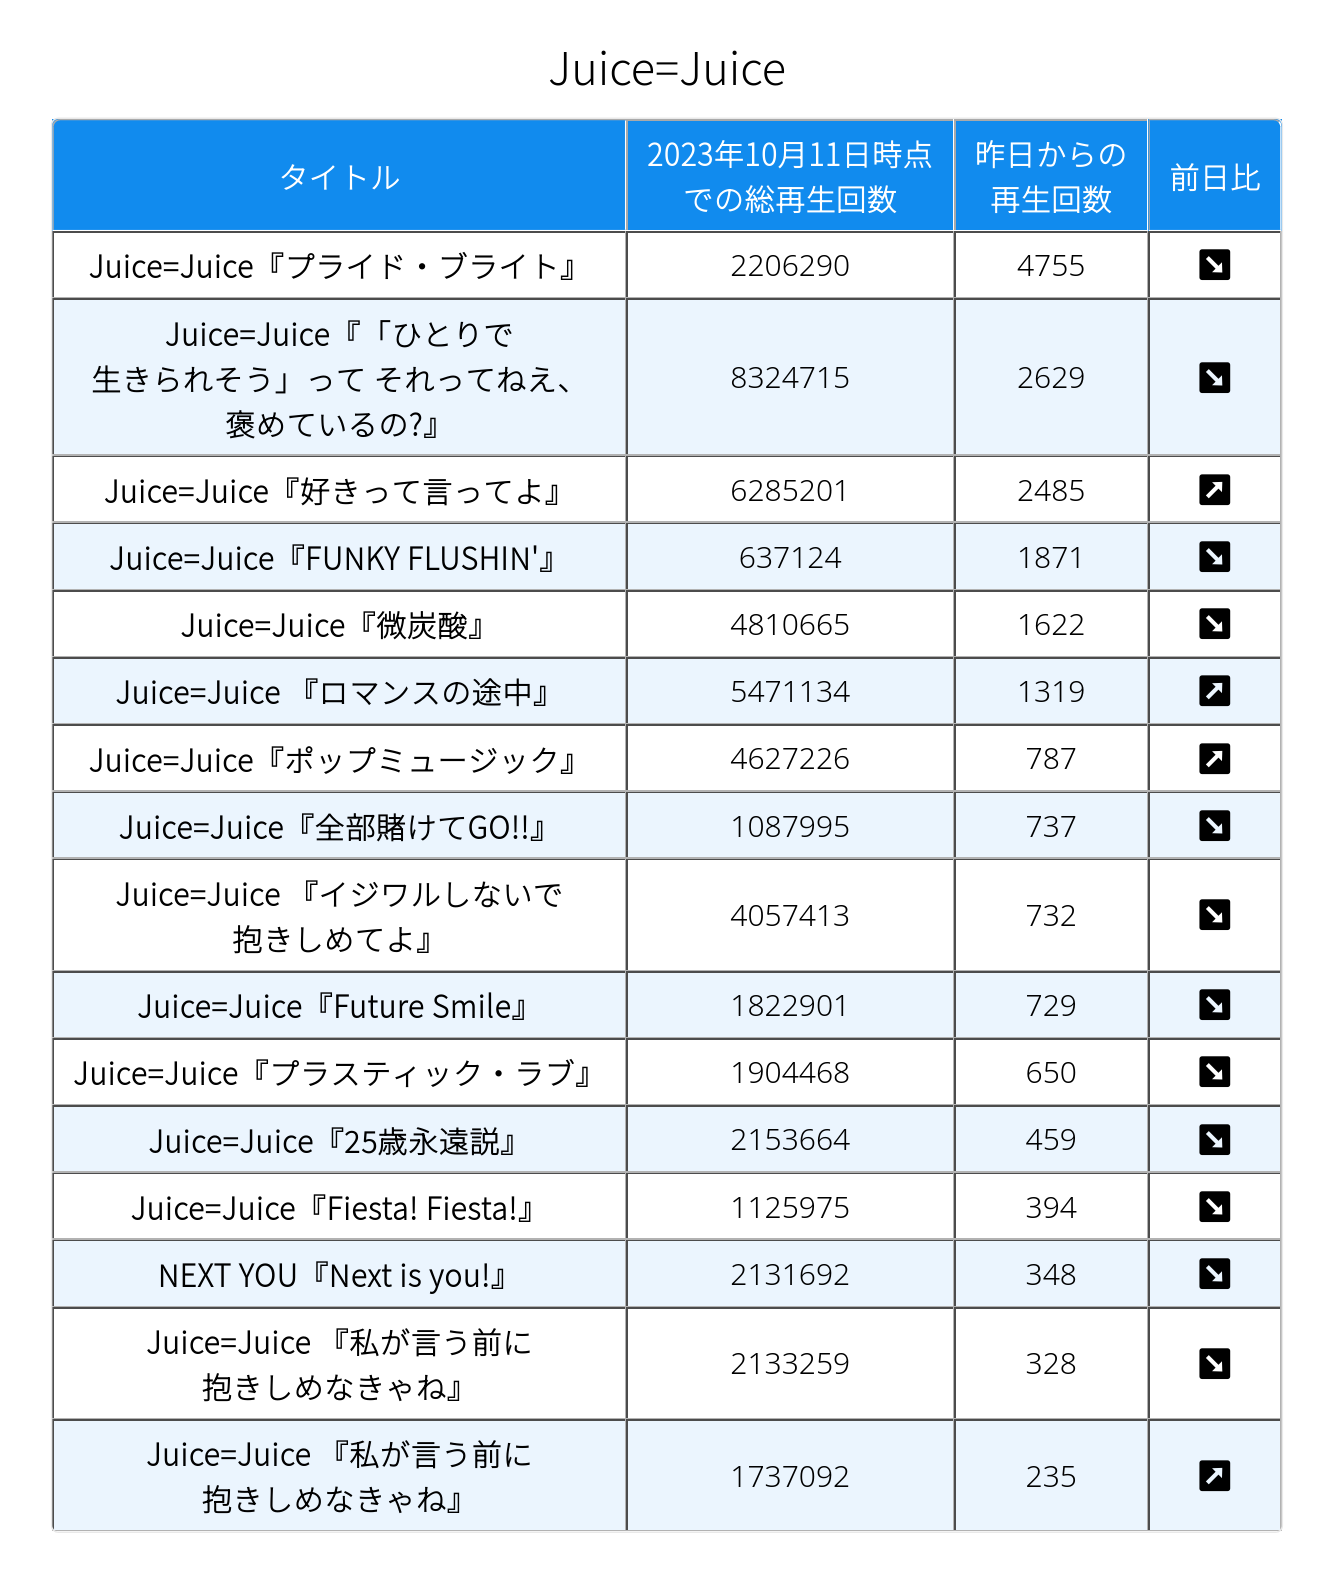 Juice=Juice
タイトル
2023年10月11日時点
での総再生回数
昨日からの
再生回数
前日比
Juice=Juice『プライド・ブライト』
2206290
4755
↘
Juice=Juice『「ひとりで
生きられそう」って それってねえ、
褒めているの?』
8324715
2629
↘
Juice=Juice『好きって言ってよ』
6285201
2485
↗
Juice=Juice『FUNKY FLUSHIN'』
637124
1871
↘
Juice=Juice『微炭酸』
4810665
1622
↘
Juice=Juice 『ロマンスの途中』
5471134
1319
↗
Juice=Juice『ポップミュージック』
4627226
787
↗
Juice=Juice『全部賭けてGO!!』
1087995
737
↘
Juice=Juice 『イジワルしないで
抱きしめてよ』
4057413
732
↘
Juice=Juice『Future Smile』
1822901
729
↘
Juice=Juice『プラスティック・ラブ』
1904468
650
↘
Juice=Juice『25歳永遠説』
2153664
459
↘
Juice=Juice『Fiesta! Fiesta!』
1125975
394
↘
NEXT YOU『Next is you!』
2131692
348
↘
Juice=Juice 『私が言う前に
抱きしめなきゃね』
2133259
328
↘
Juice=Juice 『私が言う前に
抱きしめなきゃね』
1737092
235
↗